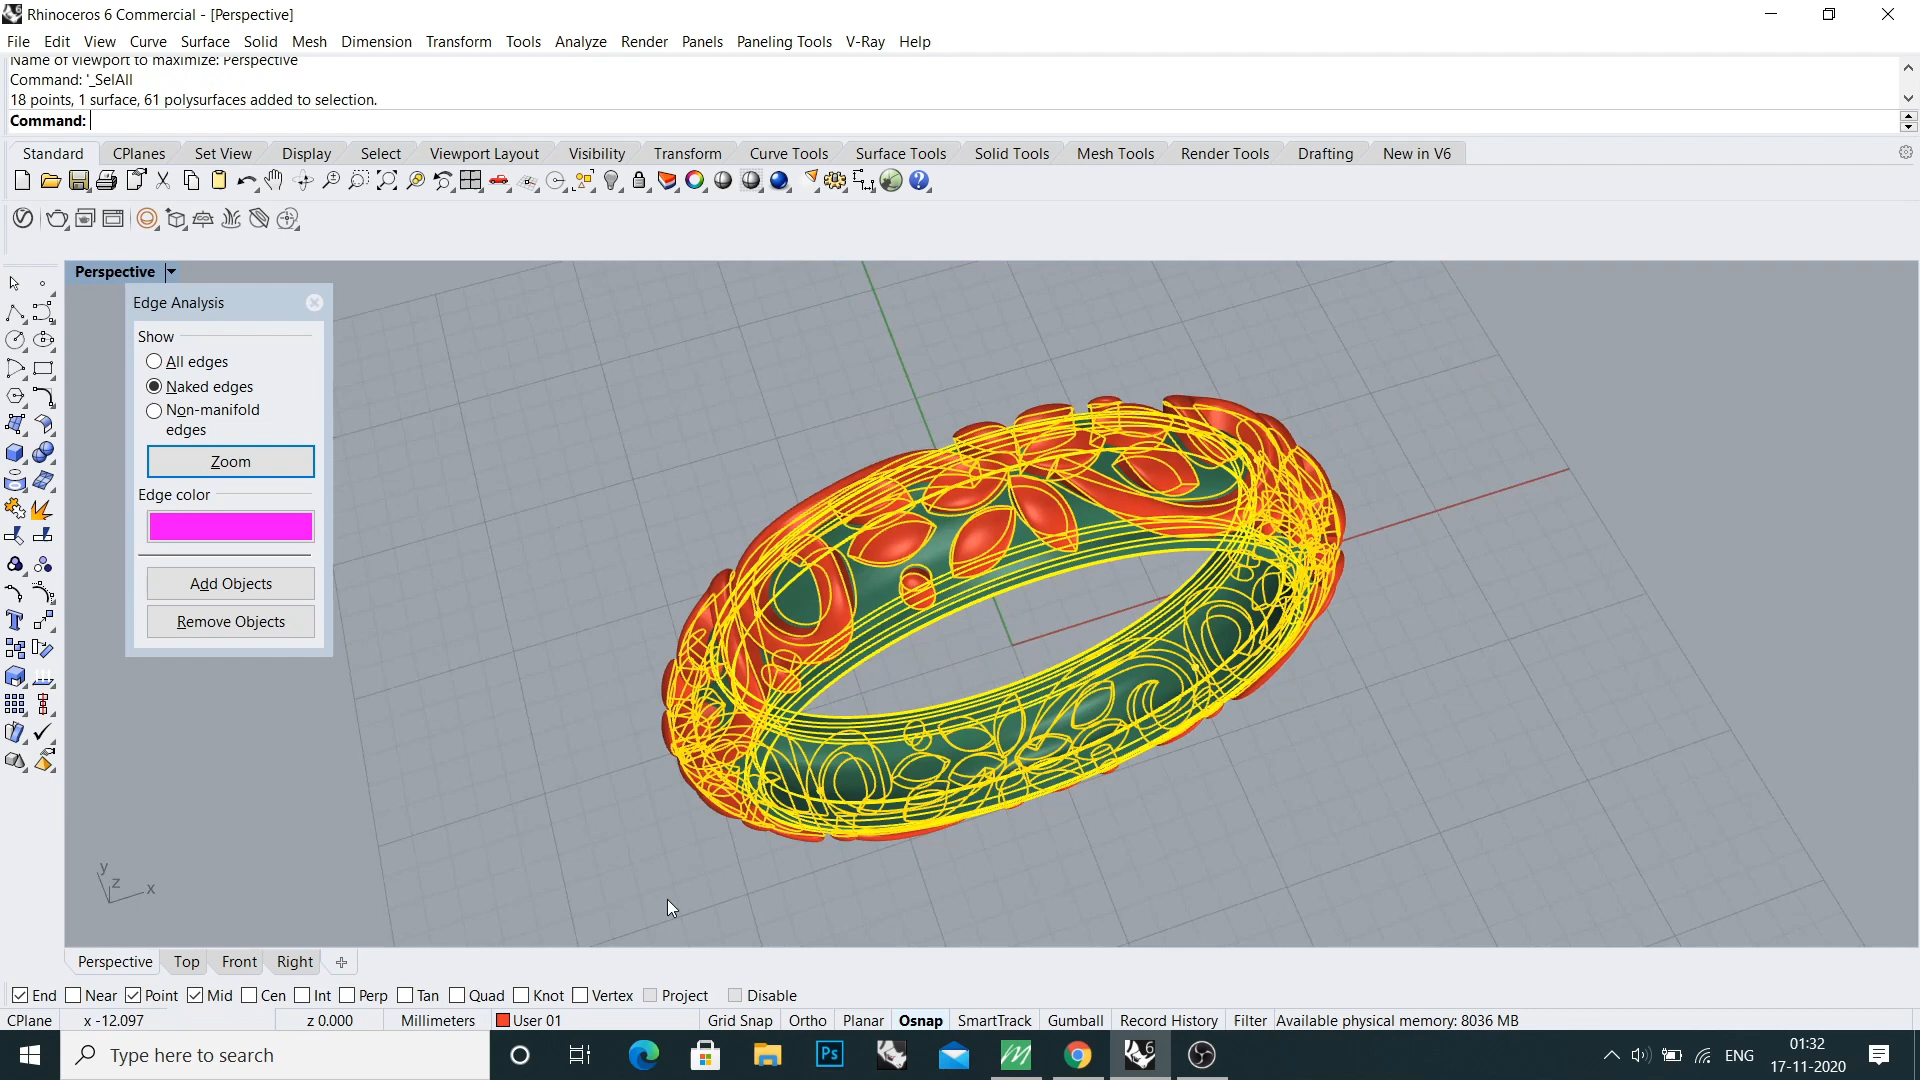 Rhinoceros 6 Commercial - [Perspective]
File Edit View Curve Surface Solid Mesh Dimension Transform Tools Analyze Render Panels Paneling Tools V-Ray Help
Name of viewport to maximize: Perspective
Command: '_SelAll
18 points, 1 surface, 61 polysurfaces added to selection.
Command:
Standard CPlanes Set View Display Select Viewport Layout Visibility Transform Curve Tools Surface Tools Solid Tools Mesh Tools Render Tools Drafting New in V6
Perspective
Edge Analysis
Show
All edges
Naked edges
Non-manifold
edges
Zoom
Edge color
Add Objects
Remove Objects
y
z
x
Perspective Top Front Right
End Near Point Mid Cen Int Perp Tan Quad Knot Vertex Project Disable
CPlane x -12.097 z 0.000 Millimeters User 01 Grid Snap Ortho Planar Osnap SmartTrack Gumball Record History Filter Available physical memory: 8036 MB
Type here to search
Ps
6
ENG
01:32
17-11-2020